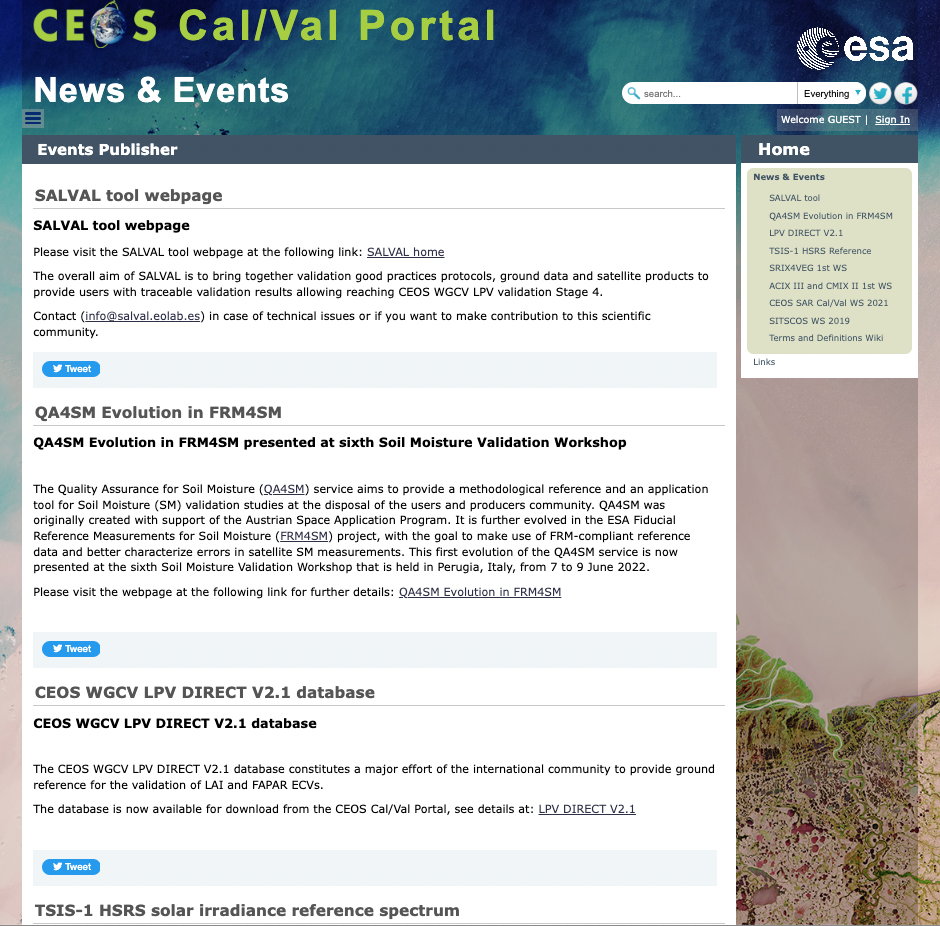 CEOS Cal/Val Portal
esa
News & Events
search...
Everything
Welcome GUEST | Sign In
Events Publisher
SALVAL tool webpage
SALVAL tool webpage
Please visit the SALVAL tool webpage at the following link: SALVAL home
The overall aim of SALVAL is to bring together validation good practices protocols, ground data and satellite products to
provide users with traceable validation results allowing reaching CEOS WGCV LPV validation Stage 4.
Contact (info@salval.eolab.es) in case of technical issues or if you want to make contribution to this scientific
community.
Tweet
QA4SM Evolution in FRM4SM
QA4SM Evolution in FRM4SM presented at sixth Soil Moisture Validation Workshop
The Quality Assurance for Soil Moisture (QA4SM) service aims to provide a methodological reference and an application
tool for Soil Moisture (SM) validation studies at the disposal of the users and producers community. QA4SM was
originally created with support of the Austrian Space Application Program. It is further evolved in the ESA Fiducial
Reference Measurements for Soil Moisture (FRM4SM) project, with the goal to make use of FRM-compliant reference
data and better characterize errors in satellite SM measurements. This first evolution of the QA4SM service is now
presented at the sixth Soil Moisture Validation Workshop that is held in Perugia, Italy, from 7 to 9 June 2022.
Please visit the webpage at the following link for further details: QA4SM Evolution in FRM4SM
Tweet
CEOS WGCV LPV DIRECT V2.1 database
CEOS WGCV LPV DIRECT V2.1 database
The CEOS WGCV LPV DIRECT V2.1 database constitutes a major effort of the international community to provide ground
reference for the validation of LAI and FAPAR ECVs.
The database is now available for download from the CEOS Cal/Val Portal, see details at: LPV DIRECT V2.1
Tweet
TSIS-1 HSRS solar irradiance reference spectrum
Home
News & Events
SALVAL tool
QA4SM Evolution in FRM4SM
LPV DIRECT V2.1
TSIS-1 HSRS Reference
SRIX4VEG 1st WS
ACIX III and CMIX II 1st WS
CEOS SAR Cal/Val WS 2021
SITSCOS WS 2019
Terms and Definitions Wiki
Links